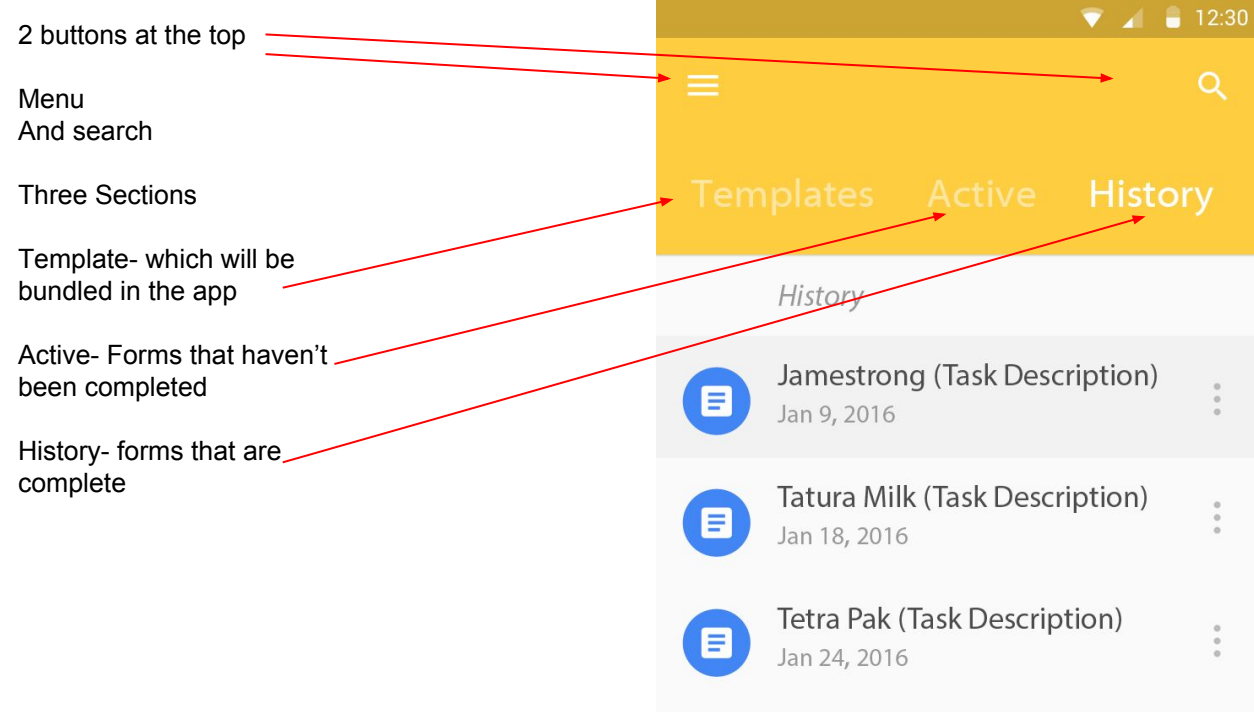 2 buttons at the top
Menu
And search
Three Sections
Template- which will be
bundled in the app
Active- Forms that haven’t
been completed
History- forms that are
complete
12:30
Templates Active History
History
Jamestrong (Task Description)
Jan 9, 2016
Tatura Milk (Task Description)
Jan 18, 2016
Tetra Pak (Task Description)
Jan 24, 2016